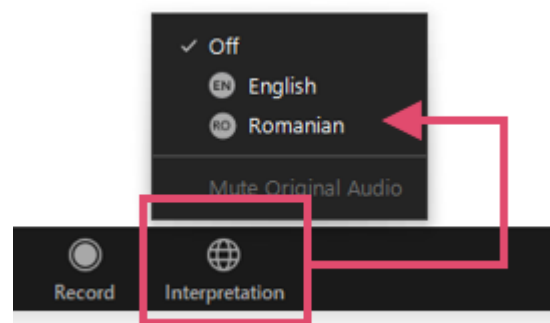 Off
EN English
RO Romanian
Mute Original Audio
Record Interpretation